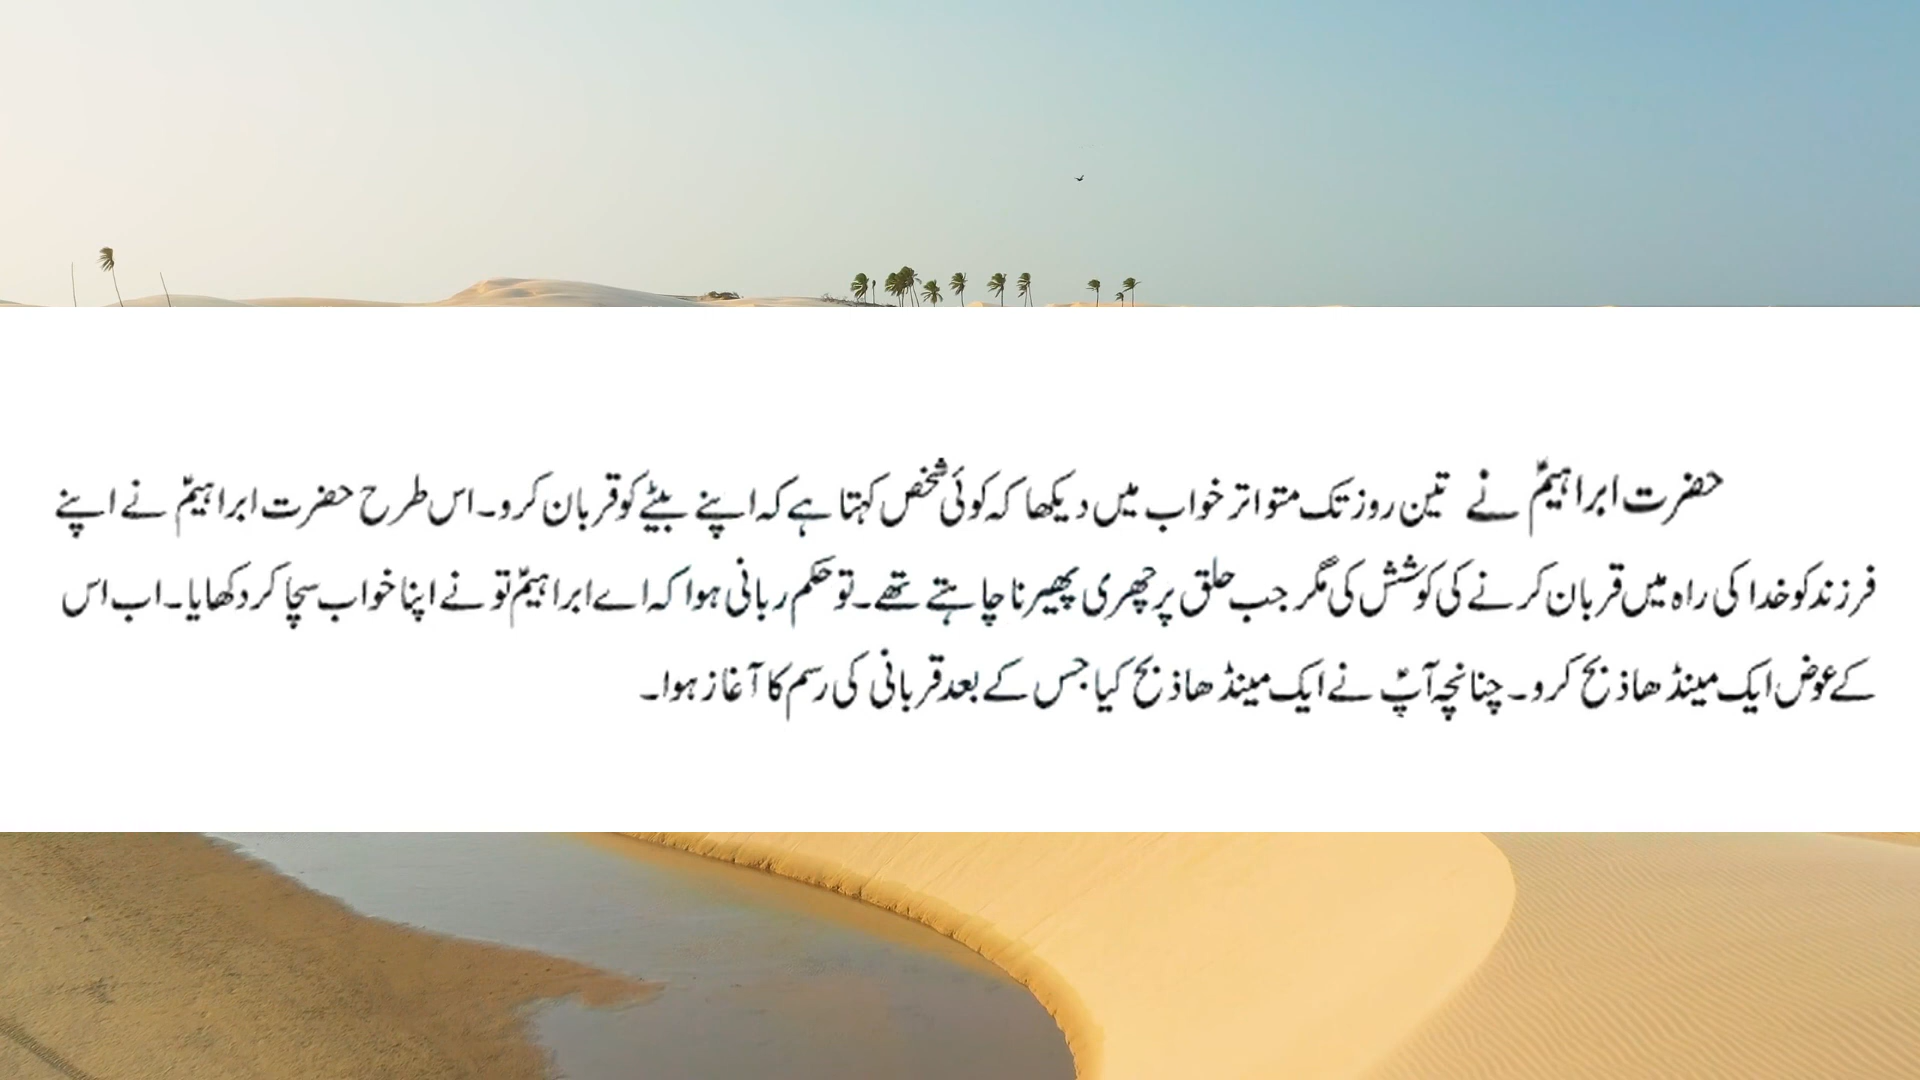 حضرت ابراہیمؑ نے تین روز تک متواتر خواب میں دیکھا کہ کوئی شخص کہتا ہے کہ اپنے بیٹے کو قربان کرو۔ اس طرح حضرت ابراہیمؑ نے اپنے
فرزند کو خدا کی راہ میں قربان کرنے کی کوشش کی مگر جب حلق پر چھری پھیرنا چاہتے تھے۔ تو حکم ربانی ہوا کہ اے ابراہیمؑ تو نے اپنا خواب سچا کر دکھایا۔ اب اس
کے عوض ایک مینڈھا ذبح کرو۔ چنانچہ آپؑ نے ایک مینڈھا ذبح کیا جس کے بعد قربانی کی رسم کا آغاز ہوا۔